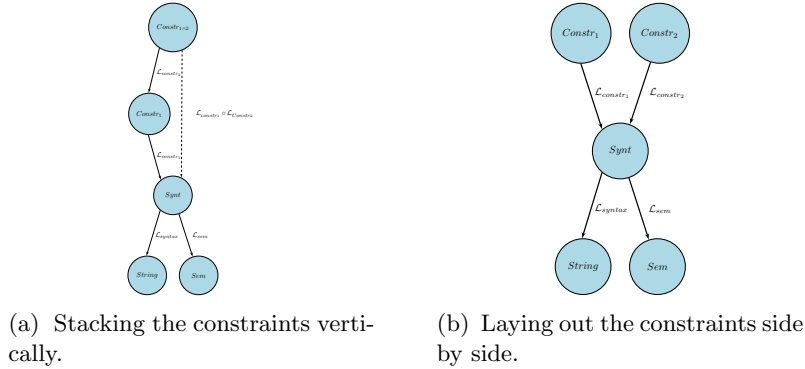 Constr₁∘₂
ℒconstr₂
Constr₁
ℒconstr₁ ∘ ℒConstr₂
ℒconstr₁
Synt
ℒsyntax ℒsem
String Sem
(a) Stacking the constraints verti-
cally.
Constr₁ Constr₂
ℒconstr₁ ℒconstr₂
Synt
ℒsyntax ℒsem
String Sem
(b) Laying out the constraints side
by side.